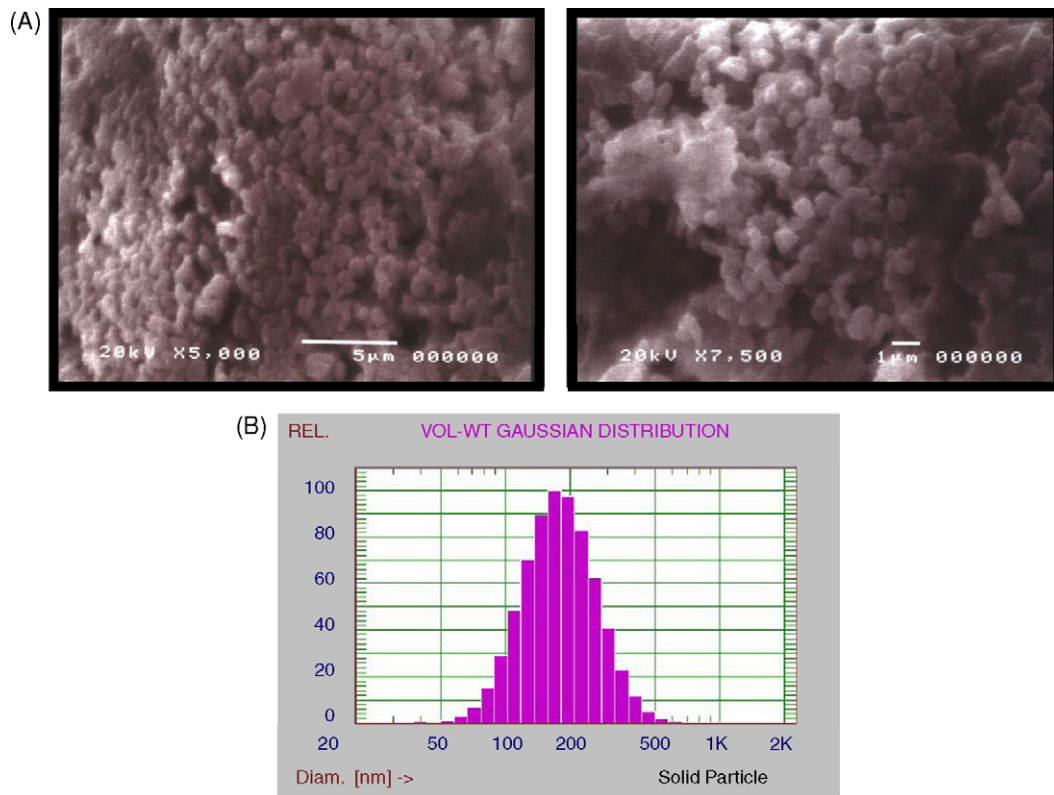 (A)
20kV X5,000 5µm 000000
20kV X7,500 1µm 000000
(B)
REL. VOL-WT GAUSSIAN DISTRIBUTION
100
80
60
40
20
0
20 50 100 200 500 1K 2K
Diam. [nm] -> Solid Particle